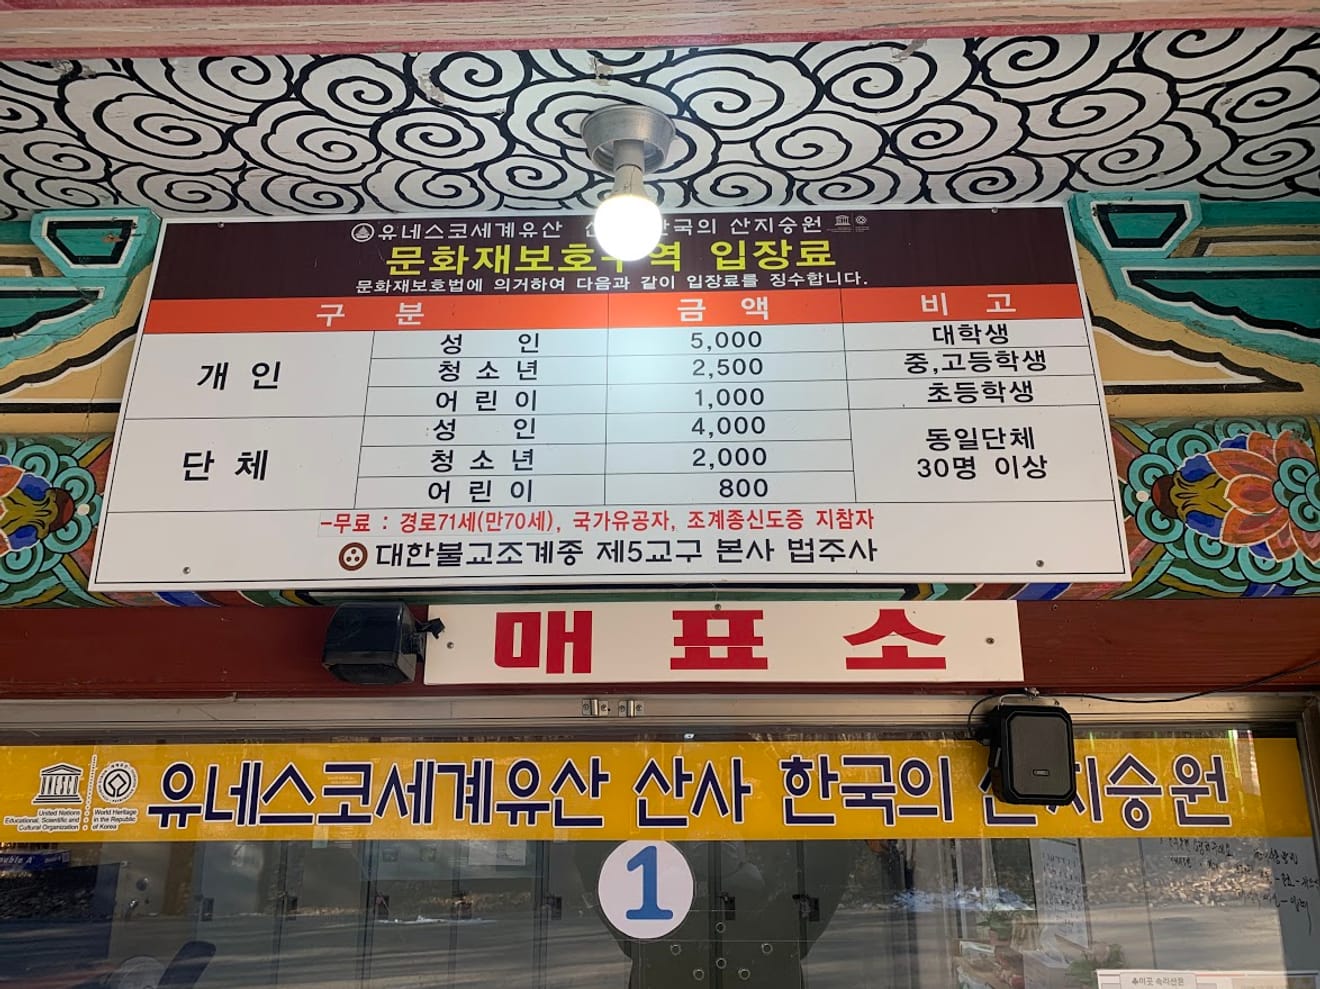 유네스코세계유산 한국의 산지승원
문화재보호구역 입장료
문화재보호법에 의거하여 다음과 같이 입장료를 징수합니다.
구 분 금 액 비 고
개 인 성 인 5,000 대학생
청 소 년 2,500 중,고등학생
어 린 이 1,000 초등학생
단 체 성 인 4,000 동일단체
청 소 년 2,000 30명 이상
어 린 이 800
-무료 : 경로71세(만70세), 국가유공자, 조계종신도증 지참자
대한불교조계종 제5교구 본사 법주사
매 표 소
United Nations
Educational, Scientific and
Cultural Organization
World Heritage
in the Republic
of Korea
유네스코세계유산 산사 한국의 산지승원
1
Double A